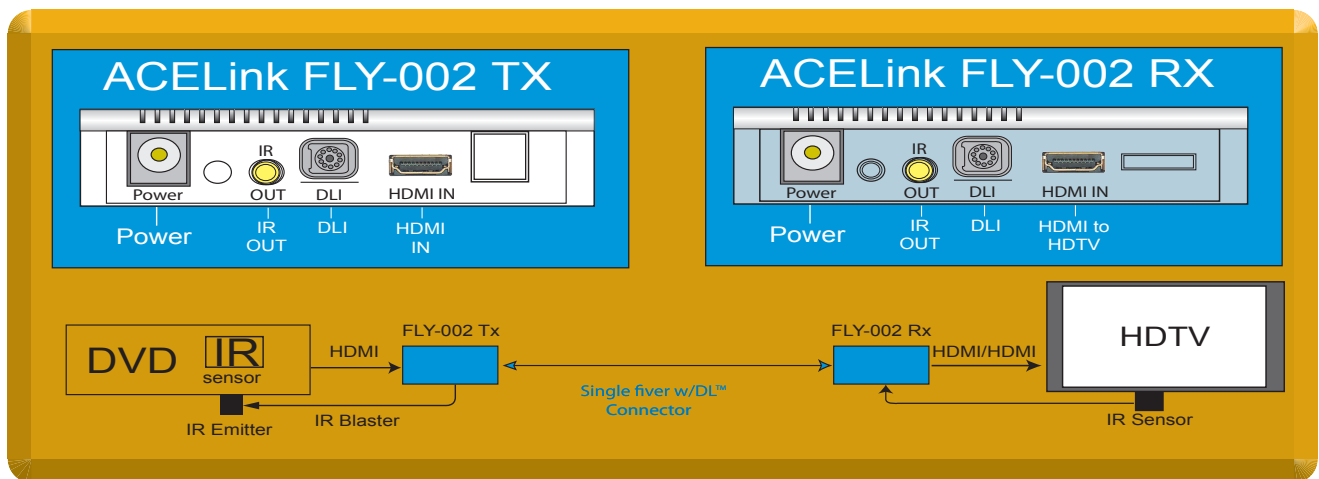 ACELink FLY-002 TX
IR
Power
OUT
DLI
HDMI IN
Power
IR
OUT
DLI
HDMI
IN
ACELink FLY-002 RX
IR
Power
OUT
DLI
HDMI IN
Power
IR
OUT
DLI
HDMI to
HDTV
DVD
IR
sensor
IR Emitter
HDMI
IR Blaster
FLY-002 Tx
Single fiver w/DL™
Connector
FLY-002 Rx
HDMI/HDMI
HDTV
IR Sensor